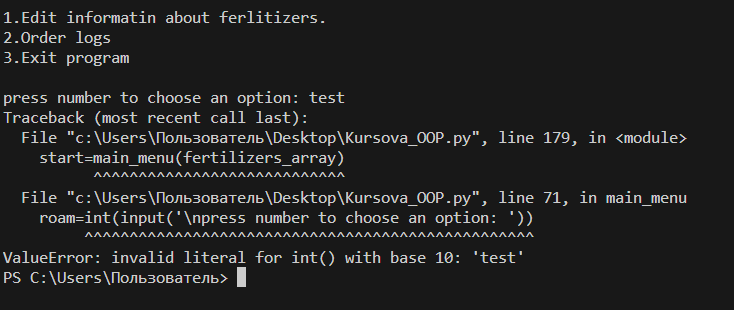 1.Edit informatin about ferlitizers.
2.Order logs
3.Exit program
press number to choose an option: test
Traceback (most recent call last):
  File "c:\Users\Пользователь\Desktop\Kursova_OOP.py", line 179, in <module>
    start=main_menu(fertilizers_array)
          ^^^^^^^^^^^^^^^^^^^^^^^^^^^^
  File "c:\Users\Пользователь\Desktop\Kursova_OOP.py", line 71, in main_menu
    roam=int(input('\npress number to choose an option: '))
         ^^^^^^^^^^^^^^^^^^^^^^^^^^^^^^^^^^^^^^^^^^^^^^^^^^
ValueError: invalid literal for int() with base 10: 'test'
PS C:\Users\Пользователь>